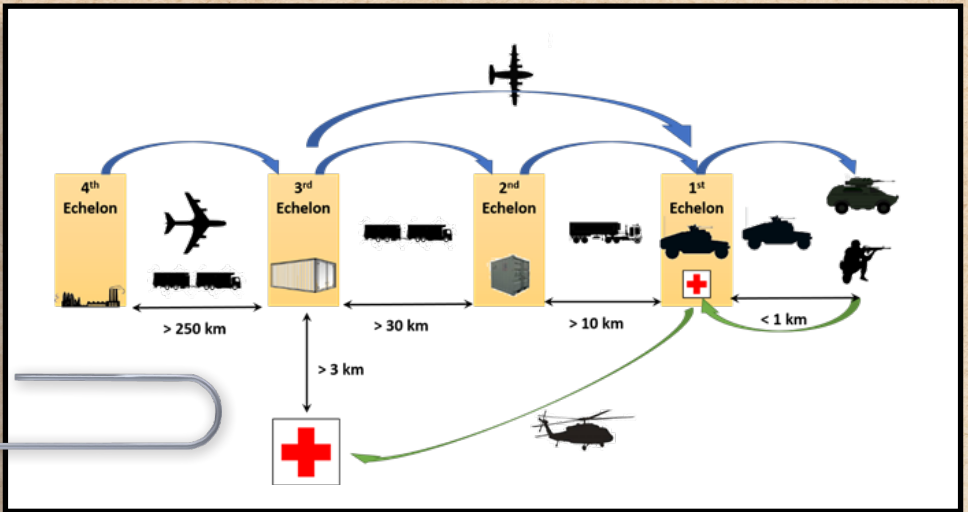 4th
Echelon
3rd
Echelon
2nd
Echelon
1st
Echelon
> 250 km
> 30 km
> 10 km
< 1 km
> 3 km